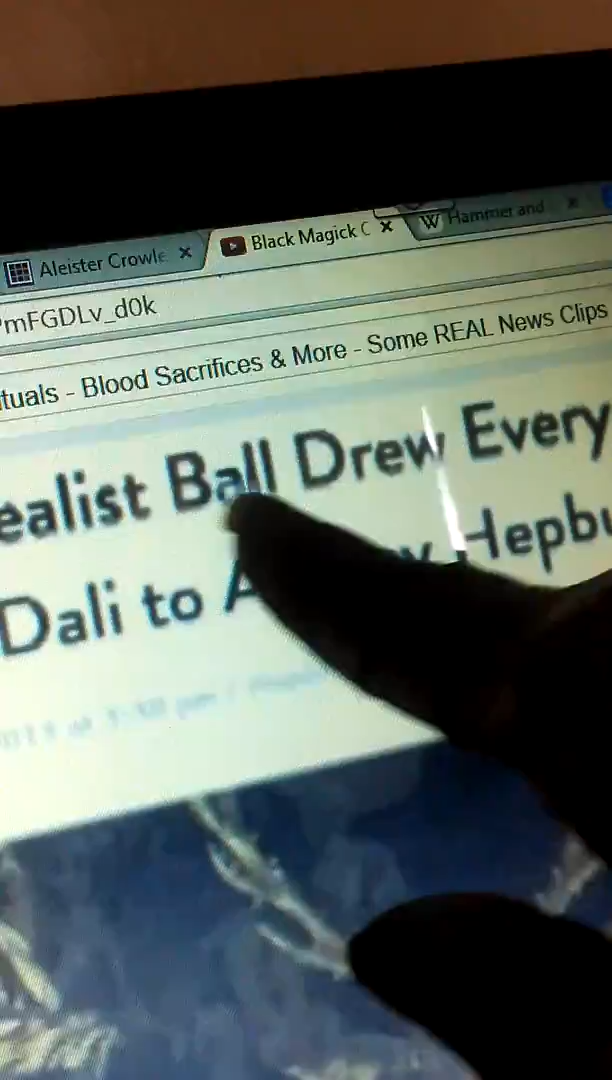 Aleister Crowle
Black Magick C
Hammer and
mFGDLv_d0k
tuals - Blood Sacrifices & More - Some REAL News Clips
ealist Ball Drew Every
Dali to A y Hepbu